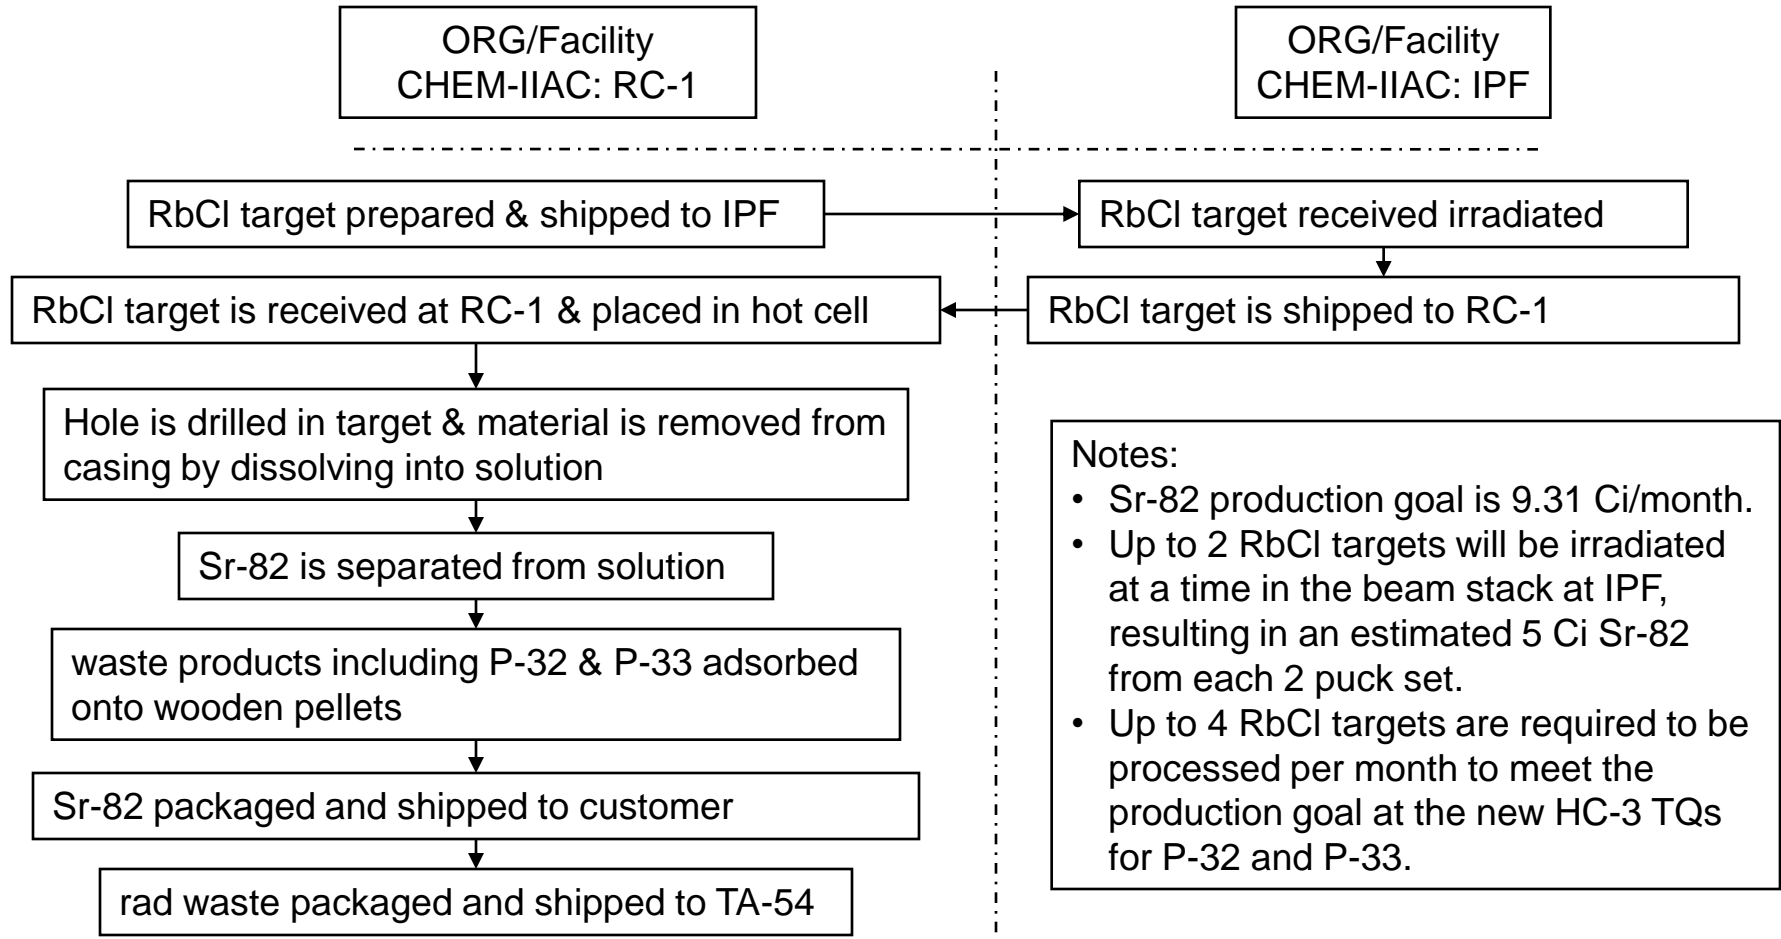 ORG/Facility
CHEM-IIAC: RC-1
ORG/Facility
CHEM-IIAC: IPF
RbCl target prepared & shipped to IPF
RbCl target received irradiated
RbCl target is received at RC-1 & placed in hot cell
RbCl target is shipped to RC-1
Hole is drilled in target & material is removed from
casing by dissolving into solution
Sr-82 is separated from solution
waste products including P-32 & P-33 adsorbed
onto wooden pellets
Sr-82 packaged and shipped to customer
rad waste packaged and shipped to TA-54
Notes:
• Sr-82 production goal is 9.31 Ci/month.
• Up to 2 RbCl targets will be irradiated
at a time in the beam stack at IPF,
resulting in an estimated 5 Ci Sr-82
from each 2 puck set.
• Up to 4 RbCl targets are required to be
processed per month to meet the
production goal at the new HC-3 TQs
for P-32 and P-33.